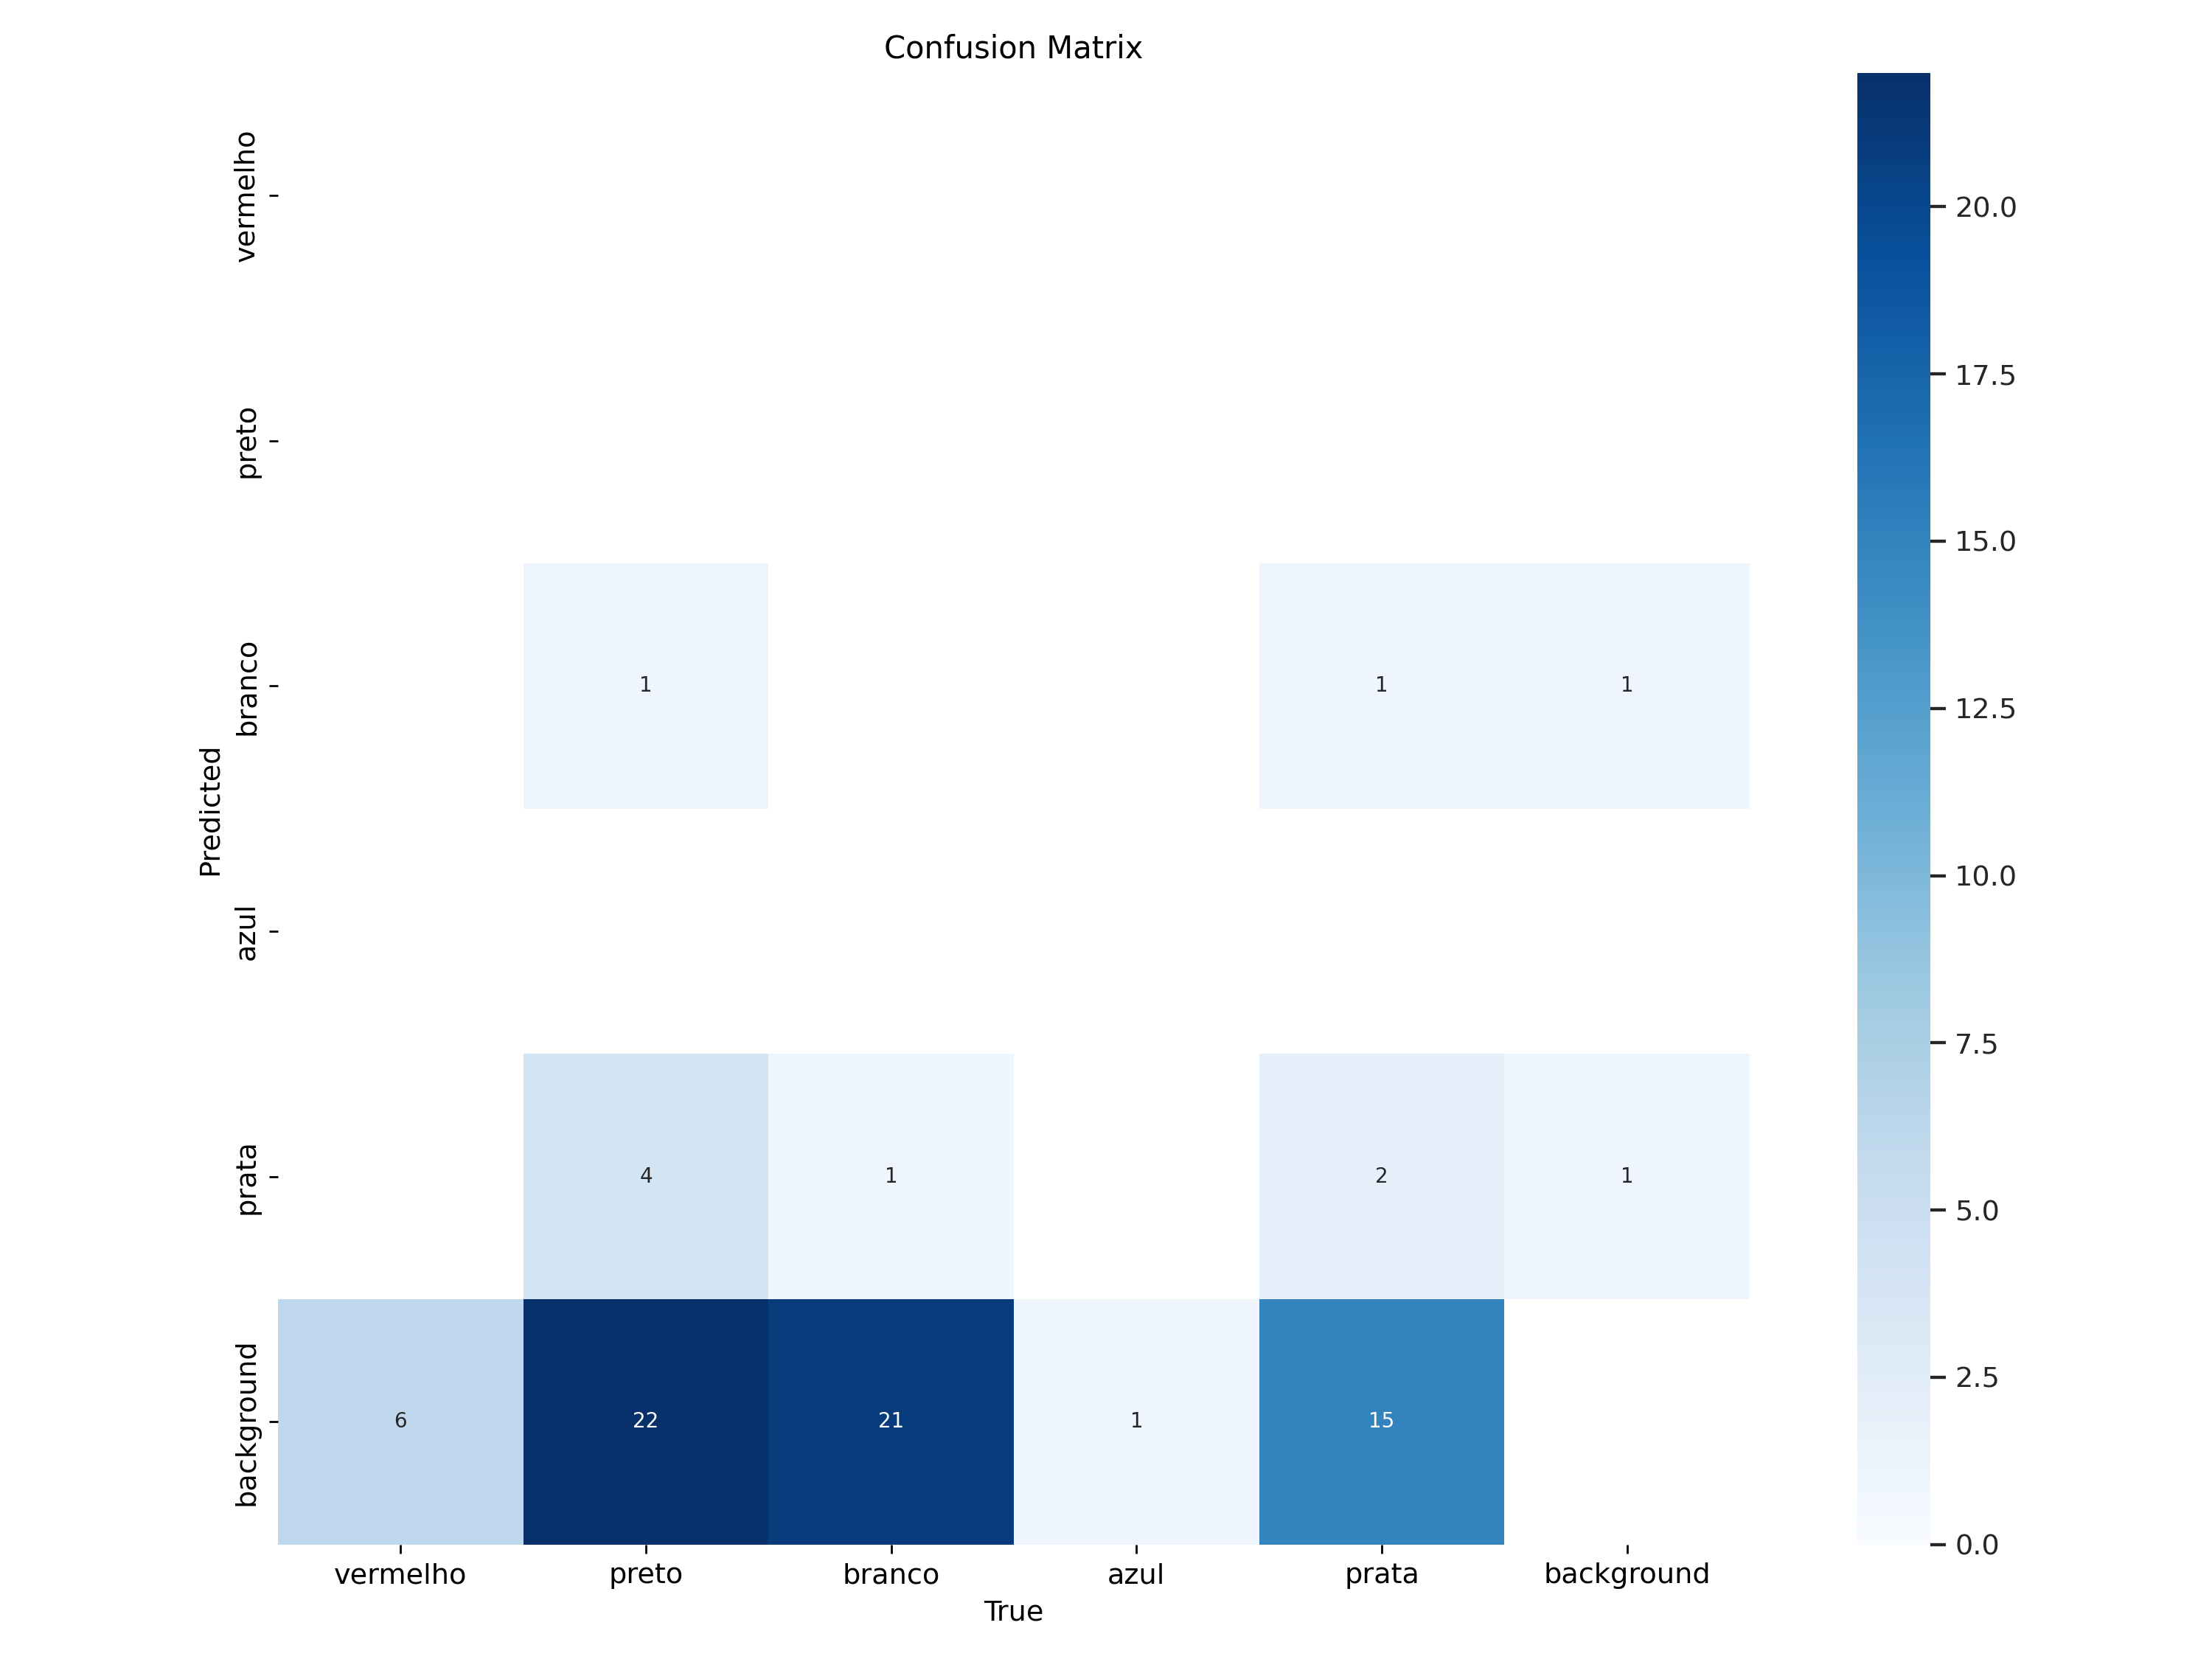 Confusion Matrix
vermelho
preto
branco
azul
prata
background
Predicted
1 1 1
4 1 2 1
6 22 21 1 15
vermelho preto branco azul prata background
True
20.0
17.5
15.0
12.5
10.0
7.5
5.0
2.5
0.0